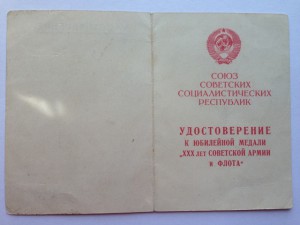 СОЮЗ
СОВЕТСКИХ
СОЦИАЛИСТИЧЕСКИХ
РЕСПУБЛИК
УДОСТОВЕРЕНИЕ
К ЮБИЛЕЙНОЙ МЕДАЛИ
„XXX ЛЕТ СОВЕТСКОЙ АРМИИ
И ФЛОТА“